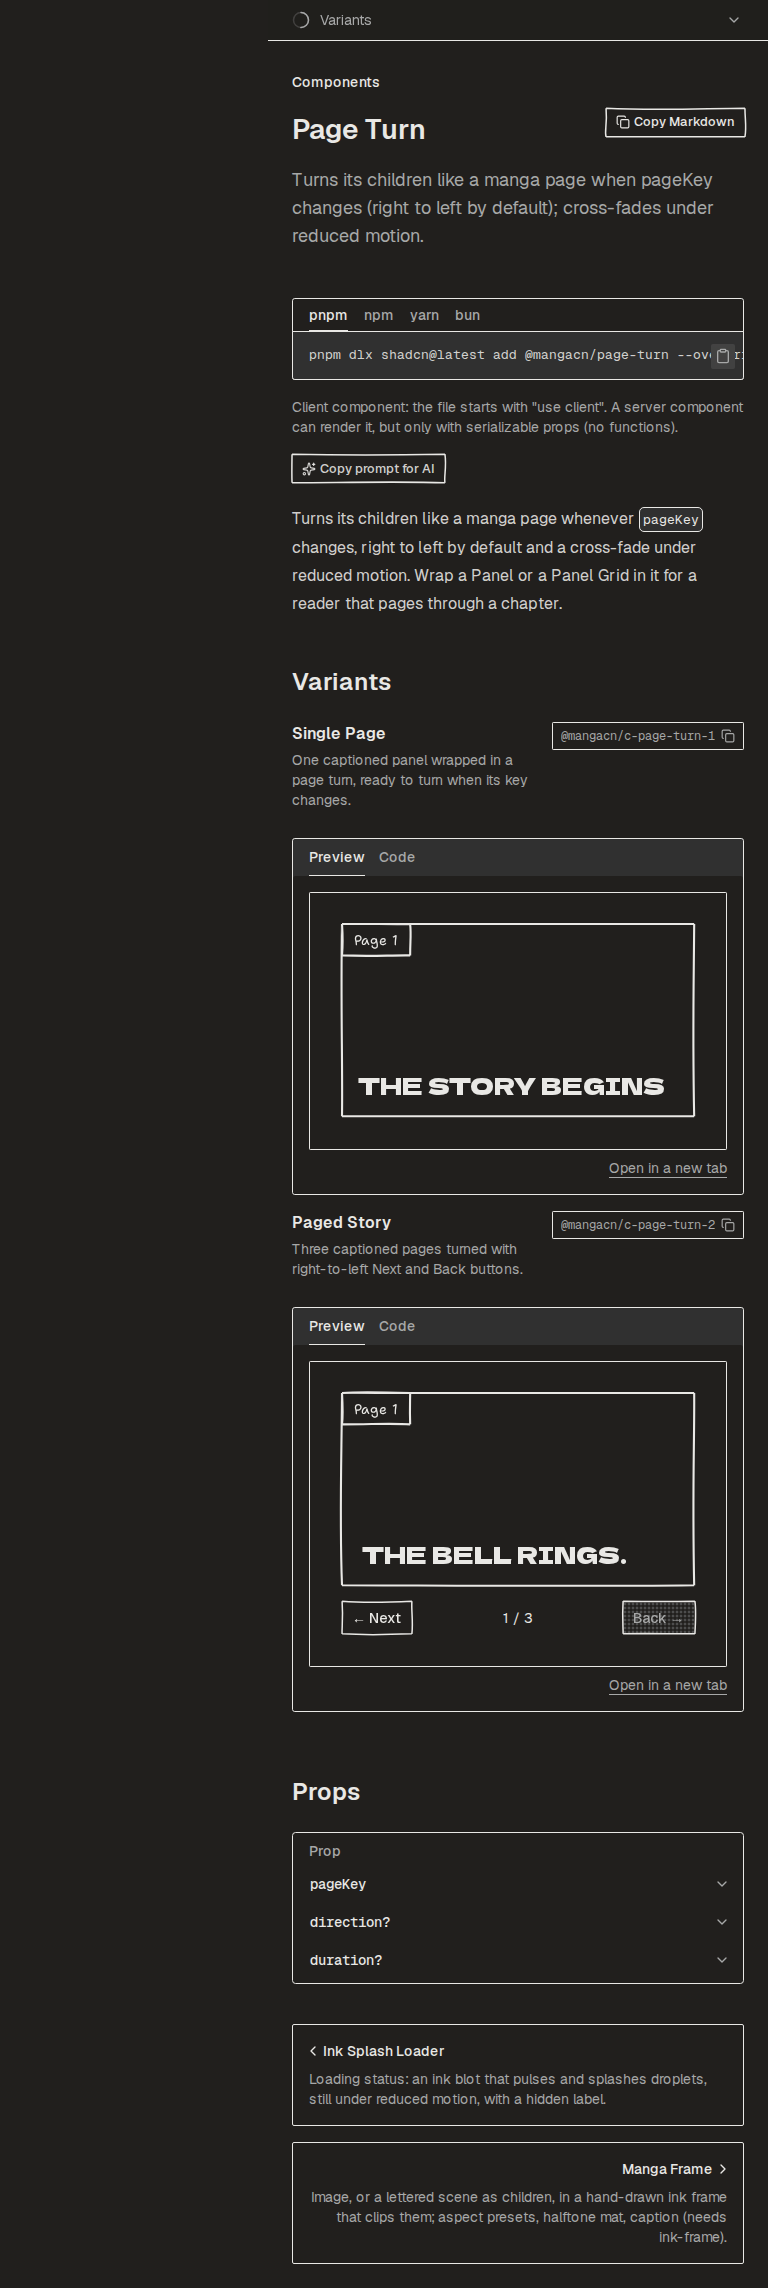 Variants
Components
Page Turn
Copy Markdown
Turns its children like a manga page when pageKey
changes (right to left by default); cross-fades under
reduced motion.
pnpm npm yarn bun
pnpm dlx shadcn@latest add @mangacn/page-turn
Client component: the file starts with "use client". A server component
can render it, but only with serializable props (no functions).
Copy prompt for AI
Turns its children like a manga page whenever pageKey
changes, right to left by default and a cross-fade under
reduced motion. Wrap a Panel or a Panel Grid in it for a
reader that pages through a chapter.
Variants
Single Page
@mangacn/c-page-turn-1
One captioned panel wrapped in a
page turn, ready to turn when its key
changes.
Preview Code
Page 1
THE STORY BEGINS
Open in a new tab
Paged Story
@mangacn/c-page-turn-2
Three captioned pages turned with
right-to-left Next and Back buttons.
Preview Code
Page 1
THE BELL RINGS.
← Next
1 / 3
Back →
Open in a new tab
Props
Prop
pageKey
direction?
duration?
Ink Splash Loader
Loading status: an ink blot that pulses and splashes droplets,
still under reduced motion, with a hidden label.
Manga Frame
Image, or a lettered scene as children, in a hand-drawn ink frame
that clips them; aspect presets, halftone mat, caption (needs
ink-frame).